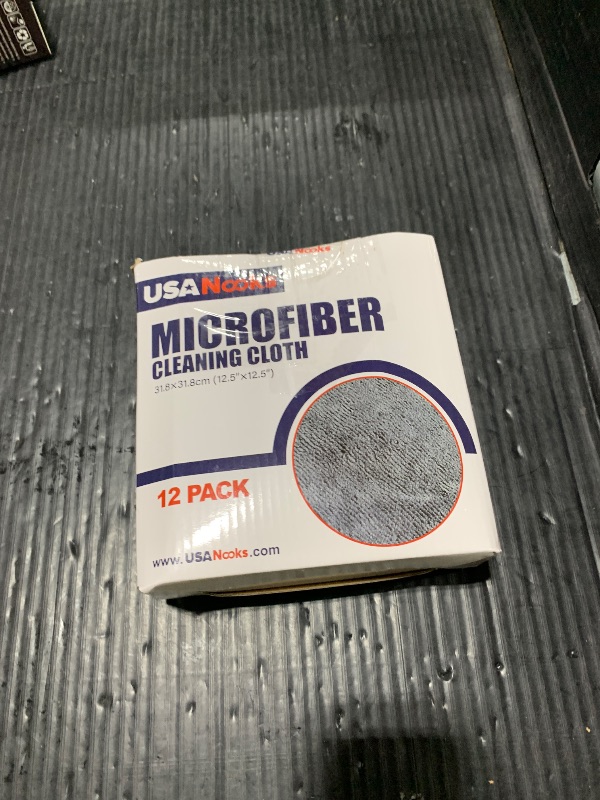 USANooks
MICROFIBER
CLEANING CLOTH
31.8×31.8cm (12.5"×12.5")
12 PACK
www.USANooks.com